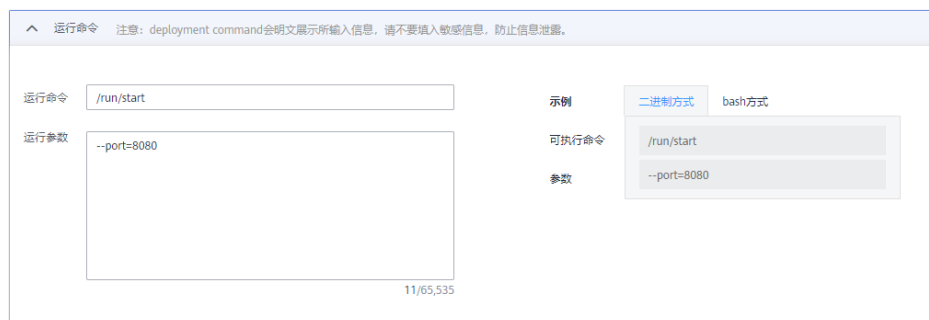 运行命令 注意：deployment command会明文展示所输入信息，请不要填入敏感信息，防止信息泄露。
运行命令 /run/start
运行参数 --port=8080
11/65,535
示例 二进制方式 bash方式
可执行命令 /run/start
参数 --port=8080